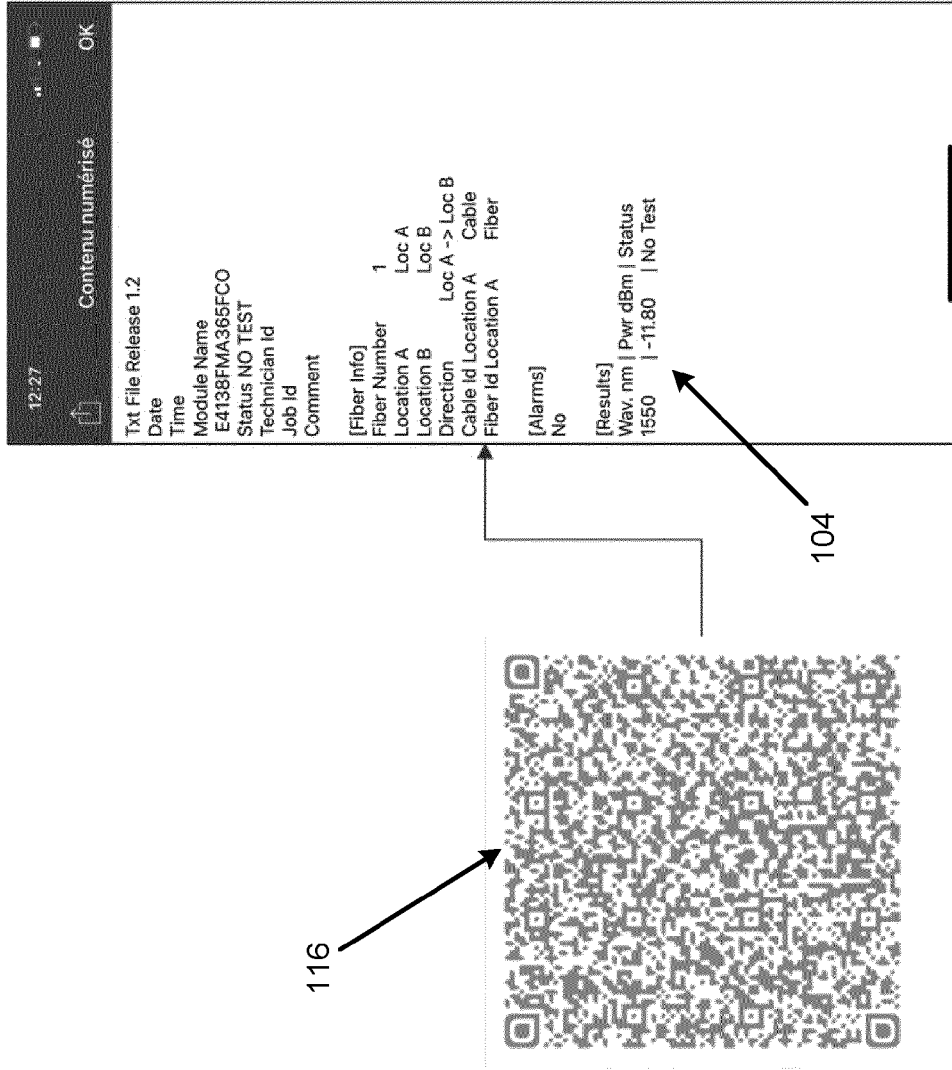 12:27
Contenu numérisé OK
Txt File Release 1.2
Date
Time
Module Name
E4138FMA365FCO
Status NO TEST
Technician Id
Job Id
Comment
[Fiber Info]
Fiber Number 1
Location A Loc A
Location B Loc B
Direction Loc A -> Loc B
Cable Id Location A Cable
Fiber Id Location A Fiber
[Alarms]
No
[Results]
Wav. nm | Pwr dBm | Status
1550 | -11.80 | No Test
104
116